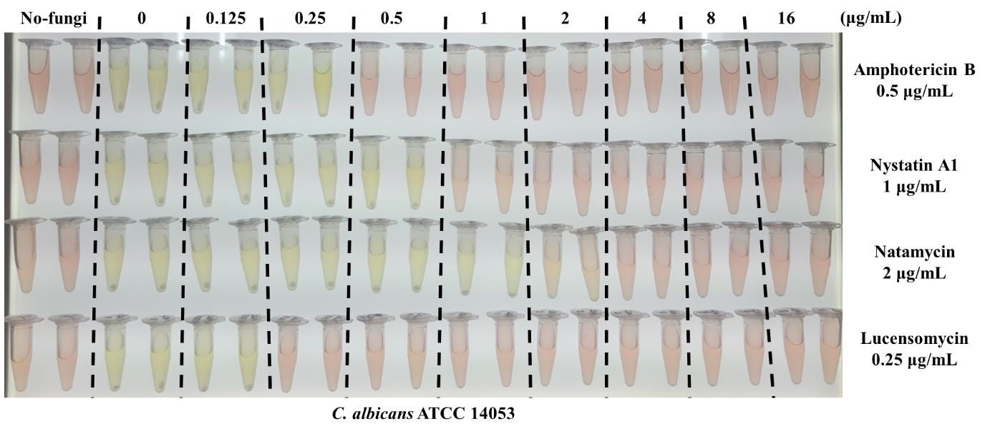 No-fungi 0 0.125 0.25 0.5 1 2 4 8 16 (μg/mL)
Amphotericin B
0.5 μg/mL
Nystatin A1
1 μg/mL
Natamycin
2 μg/mL
Lucensomycin
0.25 μg/mL
C. albicans ATCC 14053